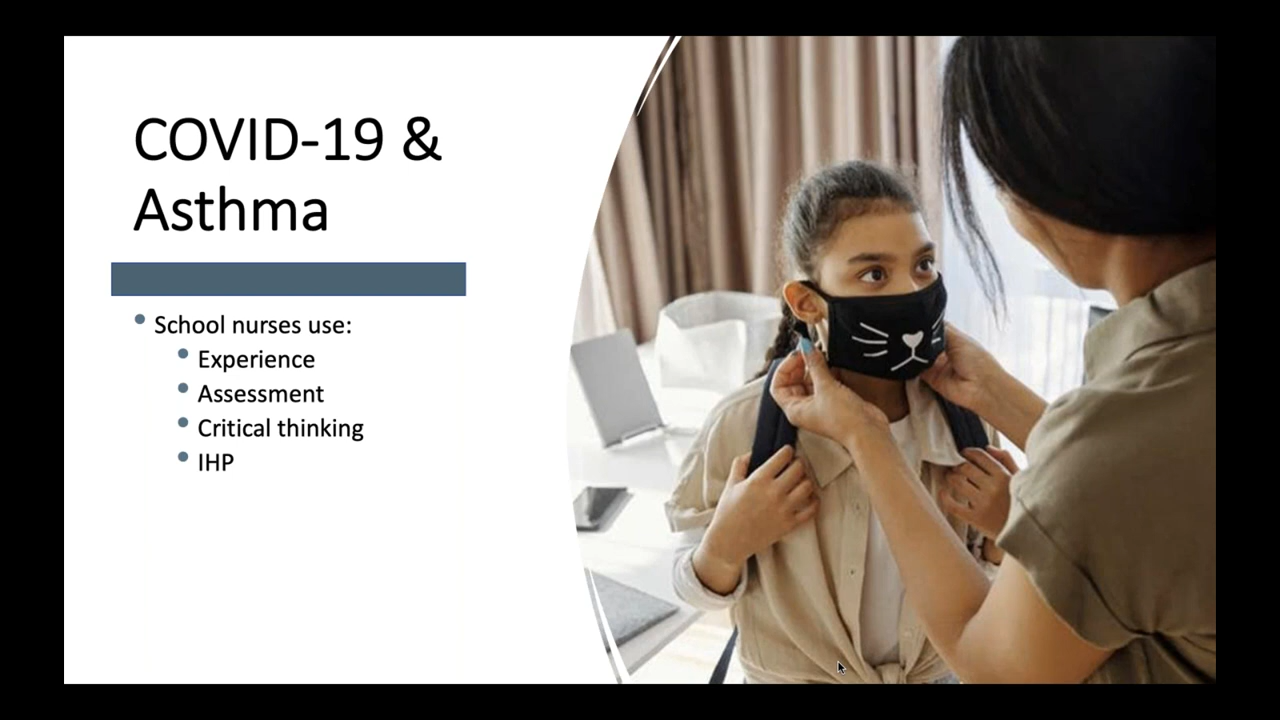 COVID-19 &
Asthma
School nurses use:
Experience
Assessment
Critical thinking
IHP